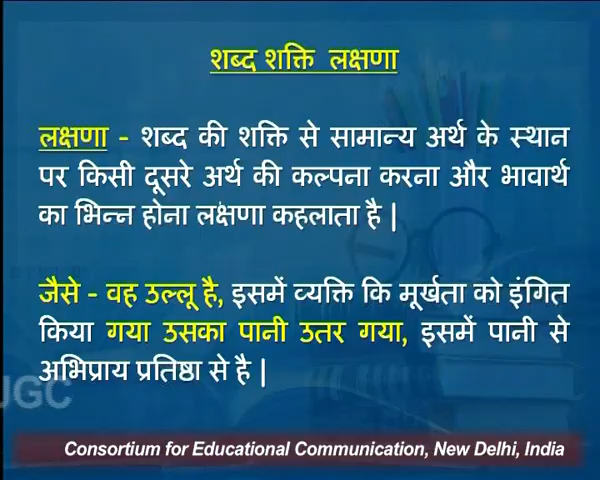 शब्द शक्ति लक्षणा
लक्षणा - शब्द की शक्ति से सामान्य अर्थ के स्थान
पर किसी दूसरे अर्थ की कल्पना करना और भावार्थ
का भिन्न होना लक्षणा कहलाता है |
जैसे - वह उल्लू है, इसमें व्यक्ति कि मूर्खता को इंगित
किया गया उसका पानी उतर गया, इसमें पानी से
अभिप्राय प्रतिष्ठा से है |
UGC
Consortium for Educational Communication, New Delhi, India